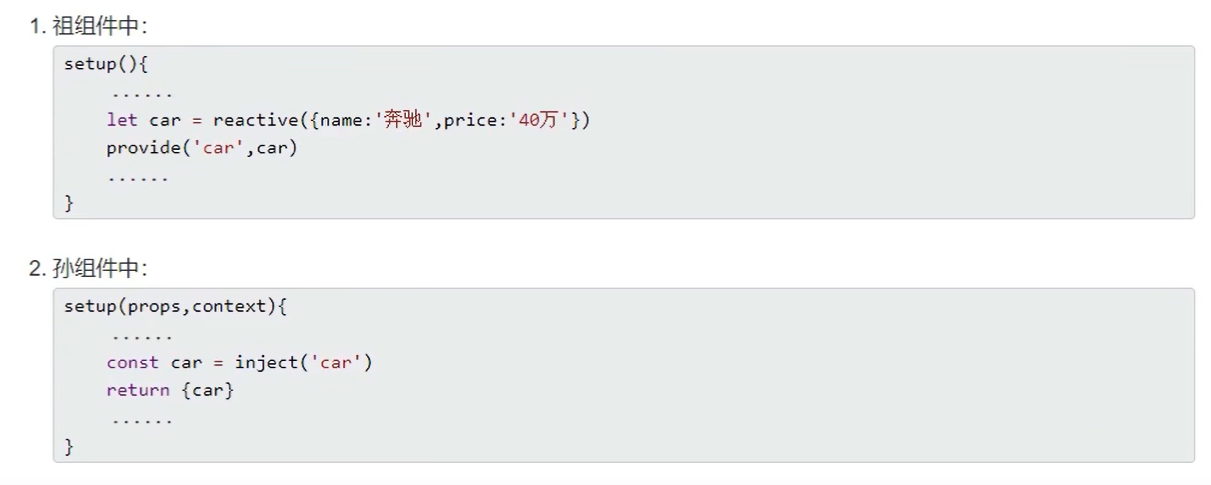 1. 祖组件中：
setup(){
......
let car = reactive({name:'奔驰',price:'40万'})
provide('car',car)
......
}
2. 孙组件中：
setup(props,context){
......
const car = inject('car')
return {car}
......
}